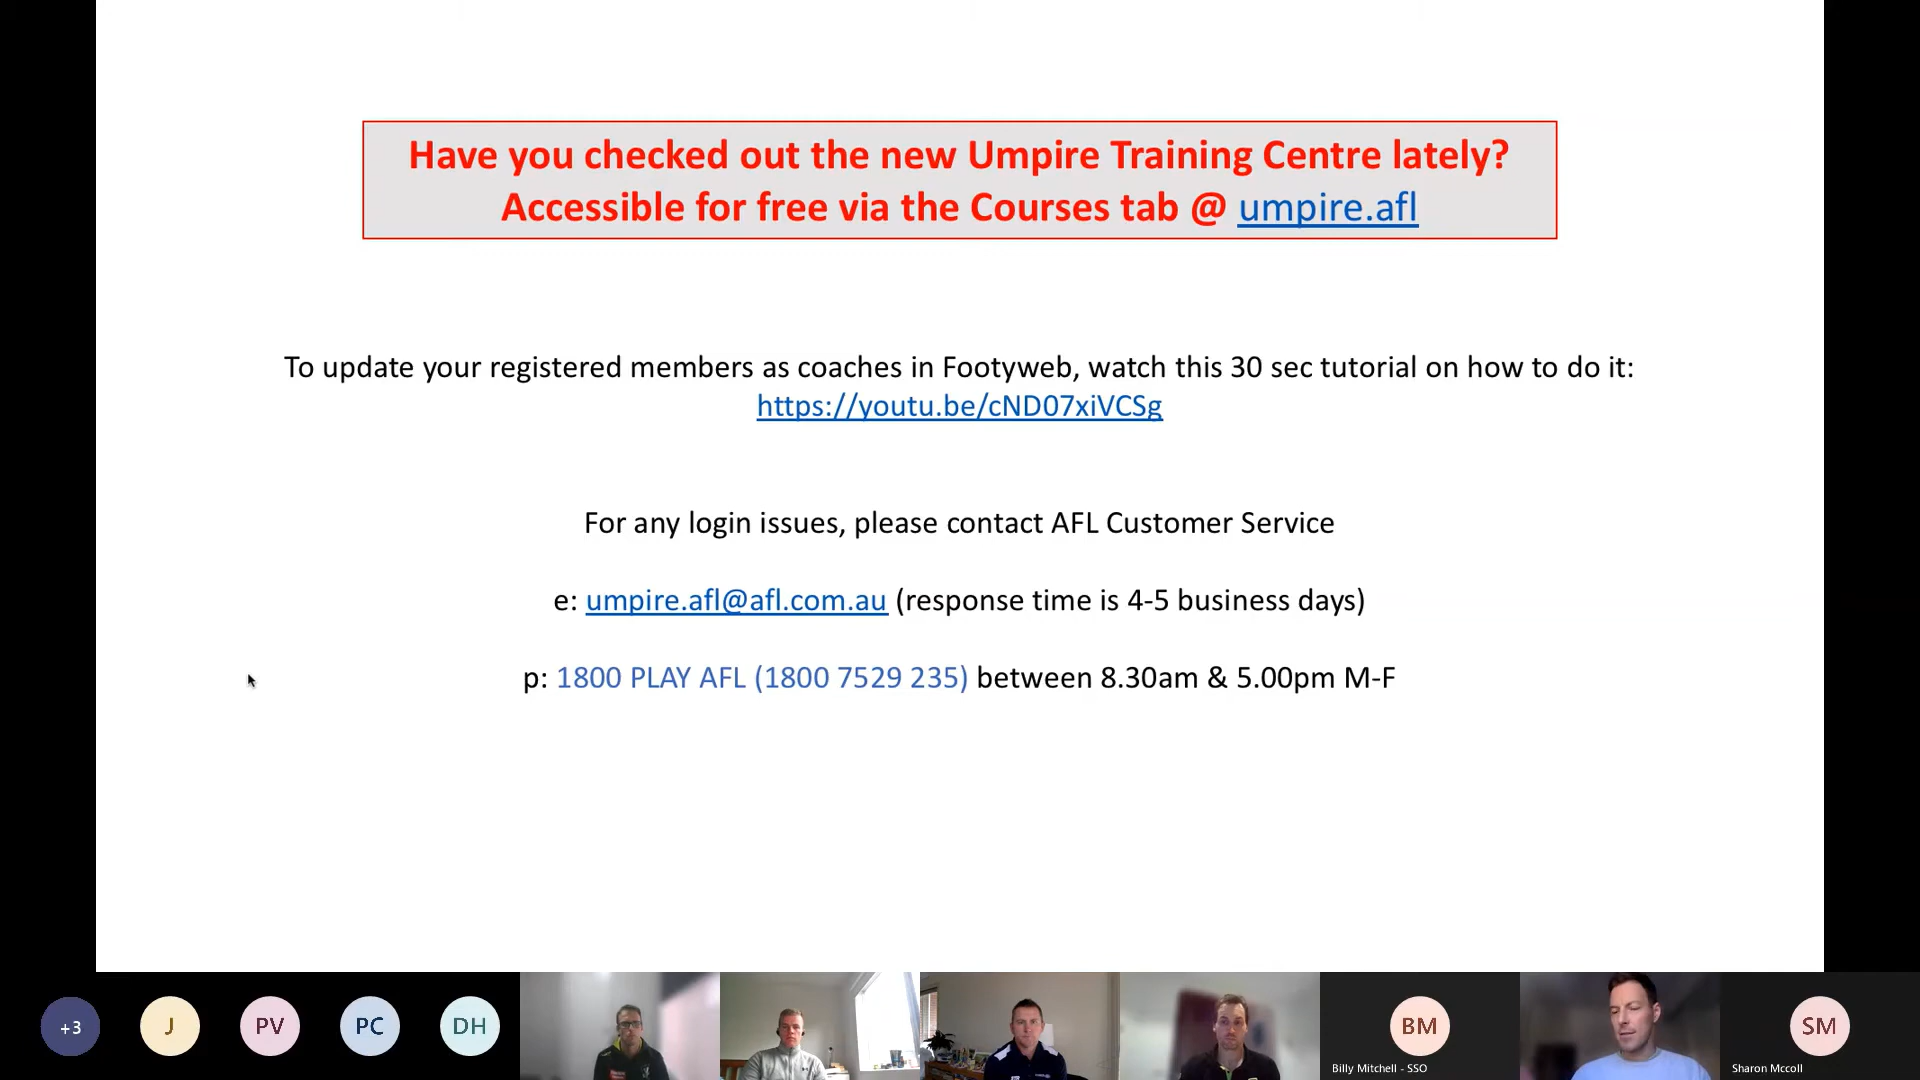 Have you checked out the new Umpire Training Centre lately?
Accessible for free via the Courses tab @ umpire.afl
To update your registered members as coaches in Footyweb, watch this 30 sec tutorial on how to do it:
https://youtu.be/cND07xiVCSg
For any login issues, please contact AFL Customer Service
e: umpire.afl@afl.com.au (response time is 4-5 business days)
p: 1800 PLAY AFL (1800 7529 235) between 8.30am & 5.00pm M-F
+3
J
PV
PC
DH
BM
Billy Mitchell - SSO
SM
Sharon Mccoll